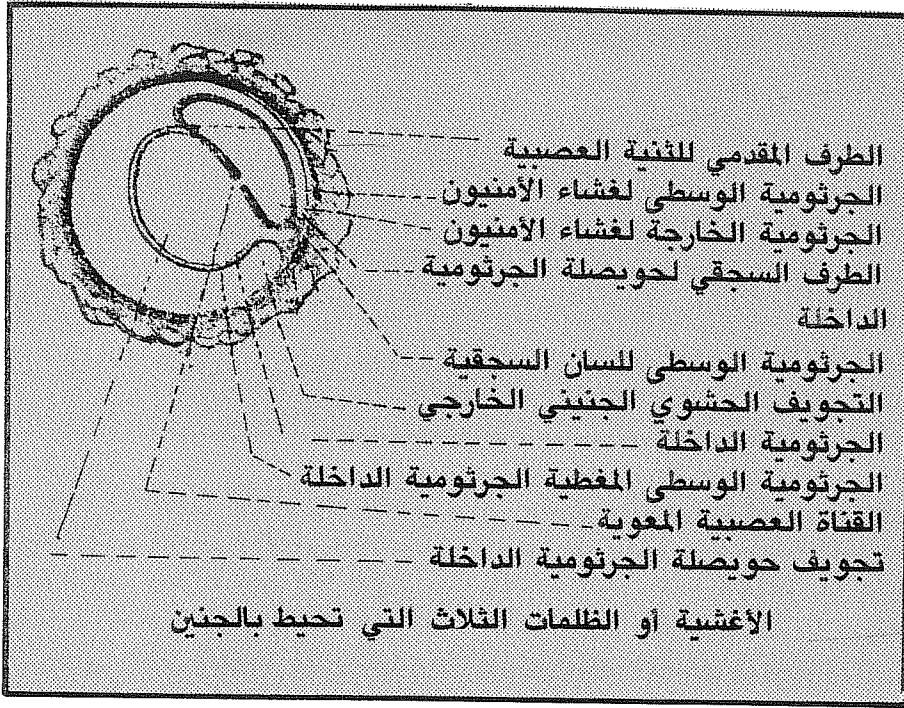 الطرف المقدمي للثنية العصبية
الجرثومية الوسطى لغشاء الأمنيون
الجرثومية الخارجة لغشاء الأمنيون
الطرف السجقي لحويصلة الجرثومية
الداخلة
الجرثومية الوسطى للسان السجقية
التجويف الحشوي الجنيني الخارجي
الجرثومية الداخلة
الجرثومية الوسطى المغطية الجرثومية الداخلة
القناة العصبية المعوية
تجويف حويصلة الجرثومية الداخلة
الأغشية أو الظلمات الثلاث التي تحيط بالجنين